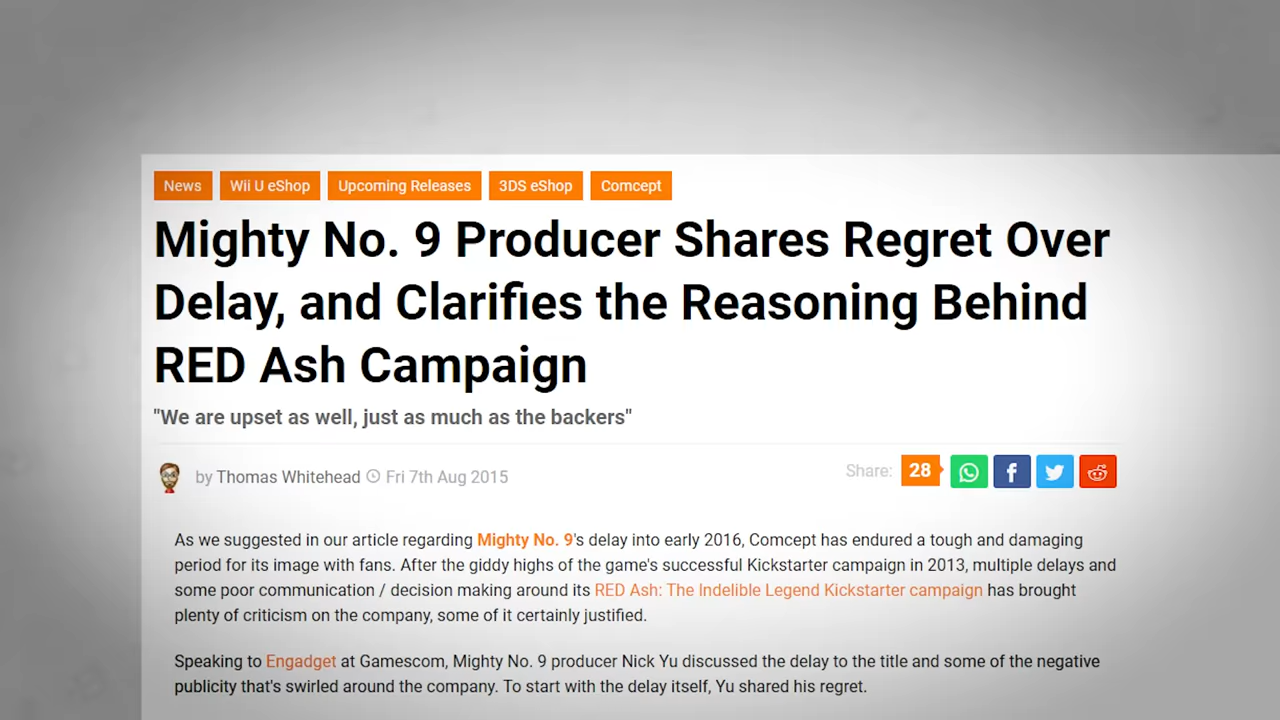 News Wii U eShop Upcoming Releases 3DS eShop Comcept
Mighty No. 9 Producer Shares Regret Over
Delay, and Clarifies the Reasoning Behind
RED Ash Campaign
"We are upset as well, just as much as the backers"
by Thomas Whitehead Fri 7th Aug 2015 Share: 28
As we suggested in our article regarding Mighty No. 9's delay into early 2016, Comcept has endured a tough and damaging
period for its image with fans. After the giddy highs of the game's successful Kickstarter campaign in 2013, multiple delays and
some poor communication / decision making around its RED Ash: The Indelible Legend Kickstarter campaign has brought
plenty of criticism on the company, some of it certainly justified.
Speaking to Engadget at Gamescom, Mighty No. 9 producer Nick Yu discussed the delay to the title and some of the negative
publicity that's swirled around the company. To start with the delay itself, Yu shared his regret.